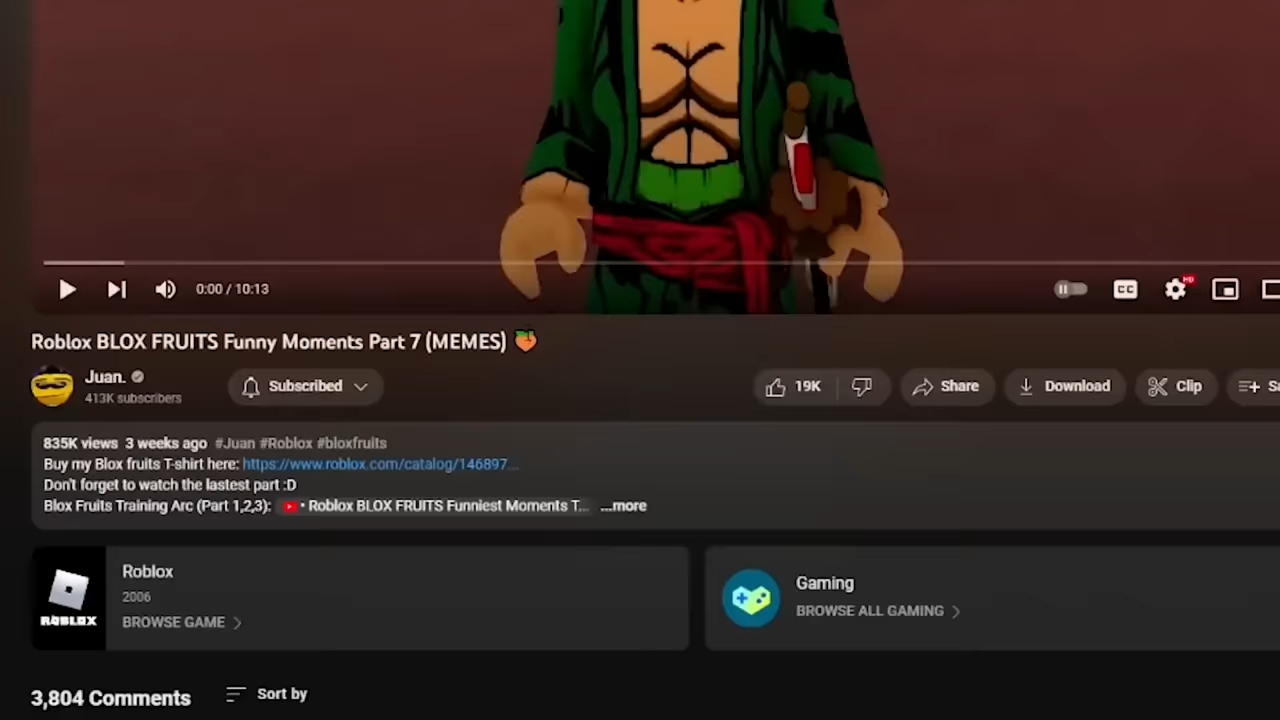 0:00 / 10:13
CC
HD
Roblox BLOX FRUITS Funny Moments Part 7 (MEMES) 🍑
Juan.
413K subscribers
Subscribed
19K
Share
Download
Clip
835K views 3 weeks ago #Juan #Roblox #bloxfruits
Buy my Blox fruits T-shirt here: https://www.roblox.com/catalog/146897...
Don't forget to watch the lastest part :D
Blox Fruits Training Arc (Part 1,2,3): • Roblox BLOX FRUITS Funniest Moments T... ...more
Roblox
2006
BROWSE GAME
ROBLOX
Gaming
BROWSE ALL GAMING
3,804 Comments
Sort by